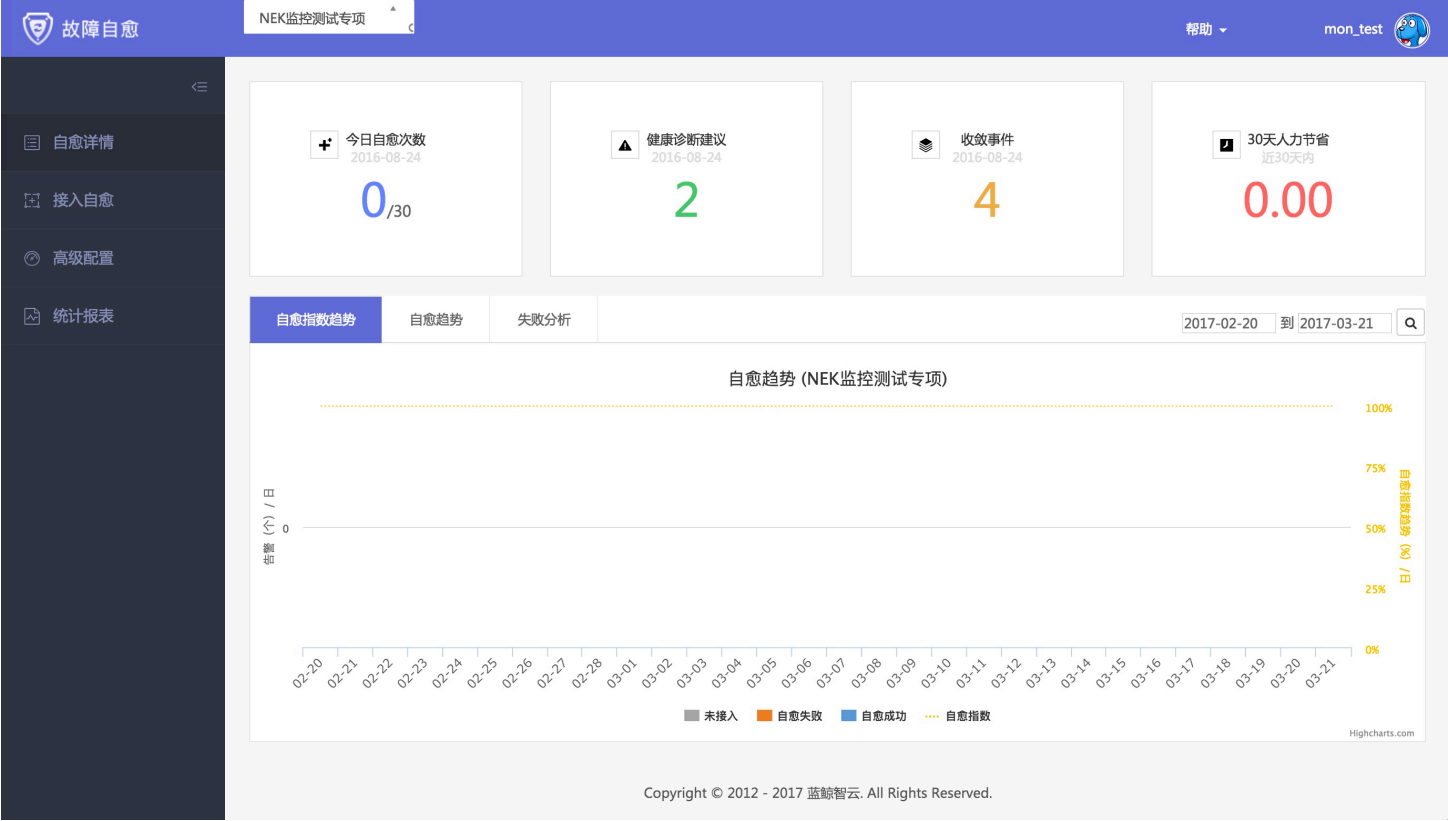 故障自愈
NEK监控测试专项
帮助
mon_test
自愈详情
接入自愈
高级配置
统计报表
今日自愈次数
2016-08-24
0/30
健康诊断建议
2016-08-24
2
收敛事件
2016-08-24
4
30天人力节省
近30天内
0.00
自愈指数趋势
自愈趋势
失败分析
2017-02-20 到 2017-03-21
自愈趋势 (NEK监控测试专项)
告警（个）/ 日
0
100%
75%
50%
25%
0%
自愈指数趋势（%）/ 日
02-20 02-21 02-22 02-23 02-24 02-25 02-26 02-27 02-28 03-01 03-02 03-03 03-04 03-05 03-06 03-07 03-08 03-09 03-10 03-11 03-12 03-13 03-14 03-15 03-16 03-17 03-18 03-19 03-20 03-21
未接入 自愈失败 自愈成功 自愈指数
Highcharts.com
Copyright © 2012 - 2017 蓝鲸智云. All Rights Reserved.